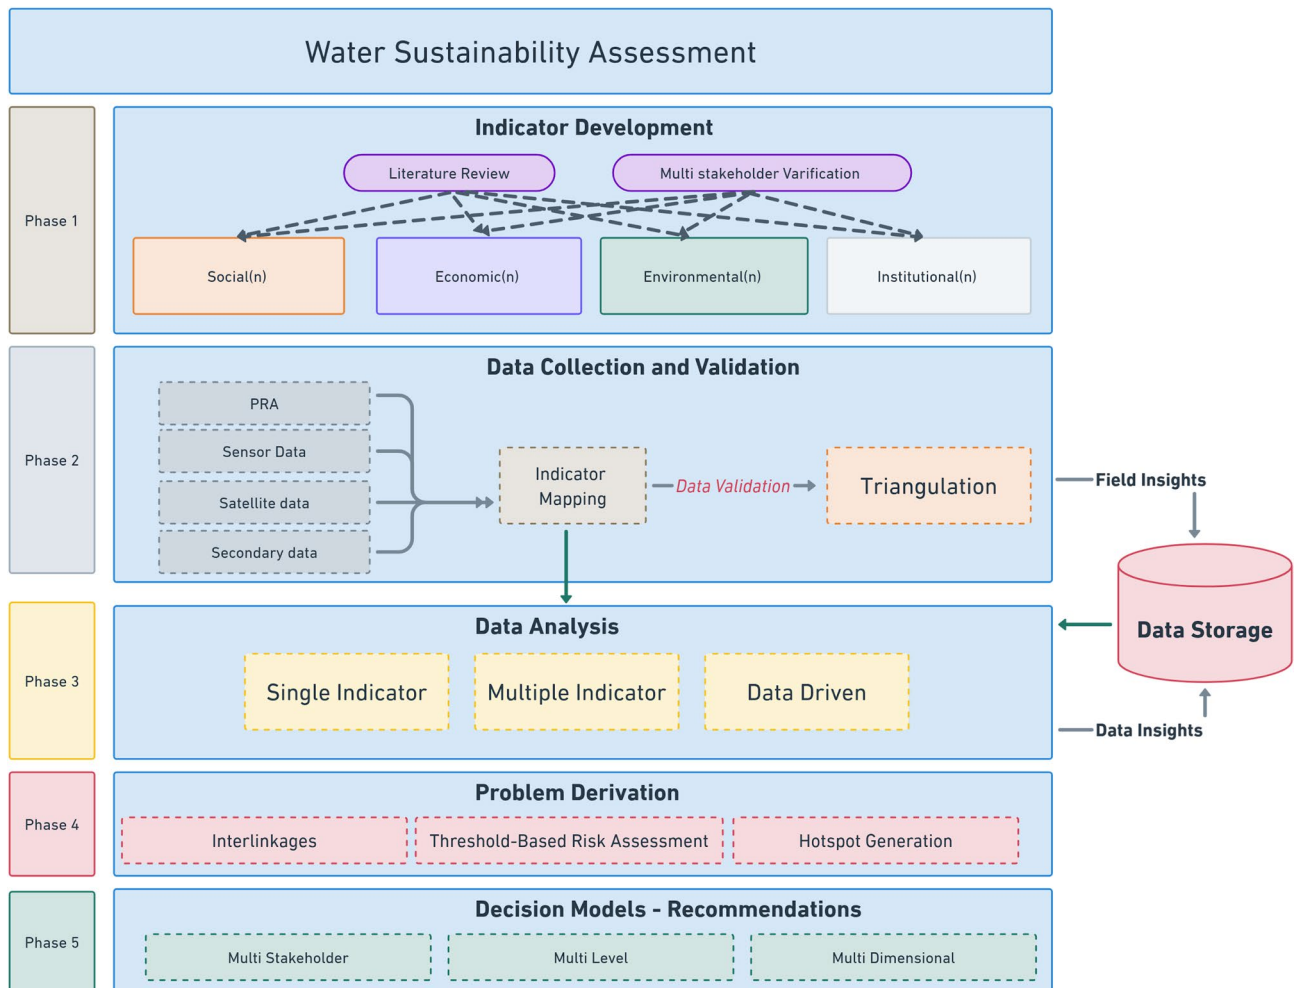 Water Sustainability Assessment
Phase 1
Indicator Development
Literature Review
Multi stakeholder Varification
Social(n)
Economic(n)
Environmental(n)
Institutional(n)
Phase 2
Data Collection and Validation
PRA
Sensor Data
Satellite data
Secondary data
Indicator
Mapping
Data Validation
Triangulation
Field Insights
Data Storage
Data Insights
Phase 3
Data Analysis
Single Indicator
Multiple Indicator
Data Driven
Phase 4
Problem Derivation
Interlinkages
Threshold-Based Risk Assessment
Hotspot Generation
Phase 5
Decision Models - Recommendations
Multi Stakeholder
Multi Level
Multi Dimensional